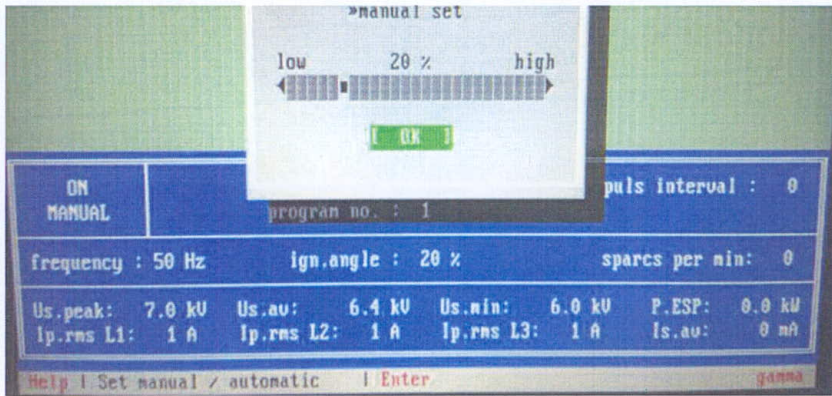 »manual set
low 20 % high
[ OK ]
ON
MANUAL
puls interval : 0
program no. : 1
frequency : 50 Hz ign.angle : 20 % sparcs per min: 0
Us.peak: 7.0 kV Us.av: 6.4 kV Us.min: 6.0 kV P.ESP: 0.0 kW
Ip.rms L1: 1 A Ip.rms L2: 1 A Ip.rms L3: 1 A Is.av: 0 mA
Help | Set manual / automatic | Enter gamma